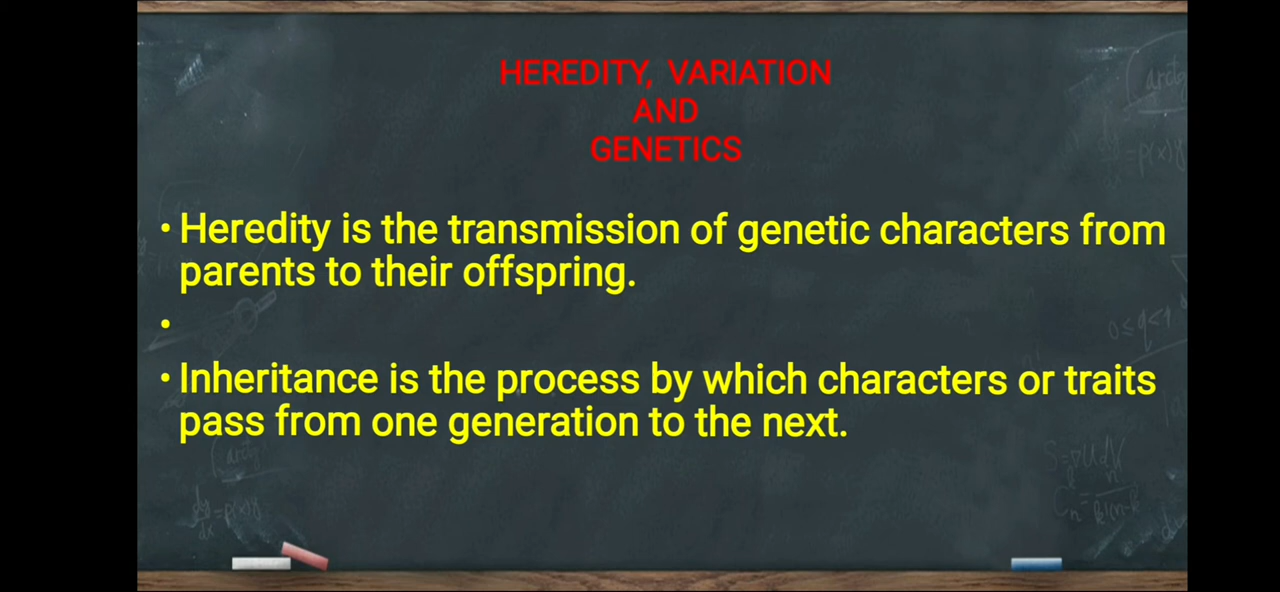 HEREDITY, VARIATION
AND
GENETICS
• Heredity is the transmission of genetic characters from
parents to their offspring.
•
• Inheritance is the process by which characters or traits
pass from one generation to the next.